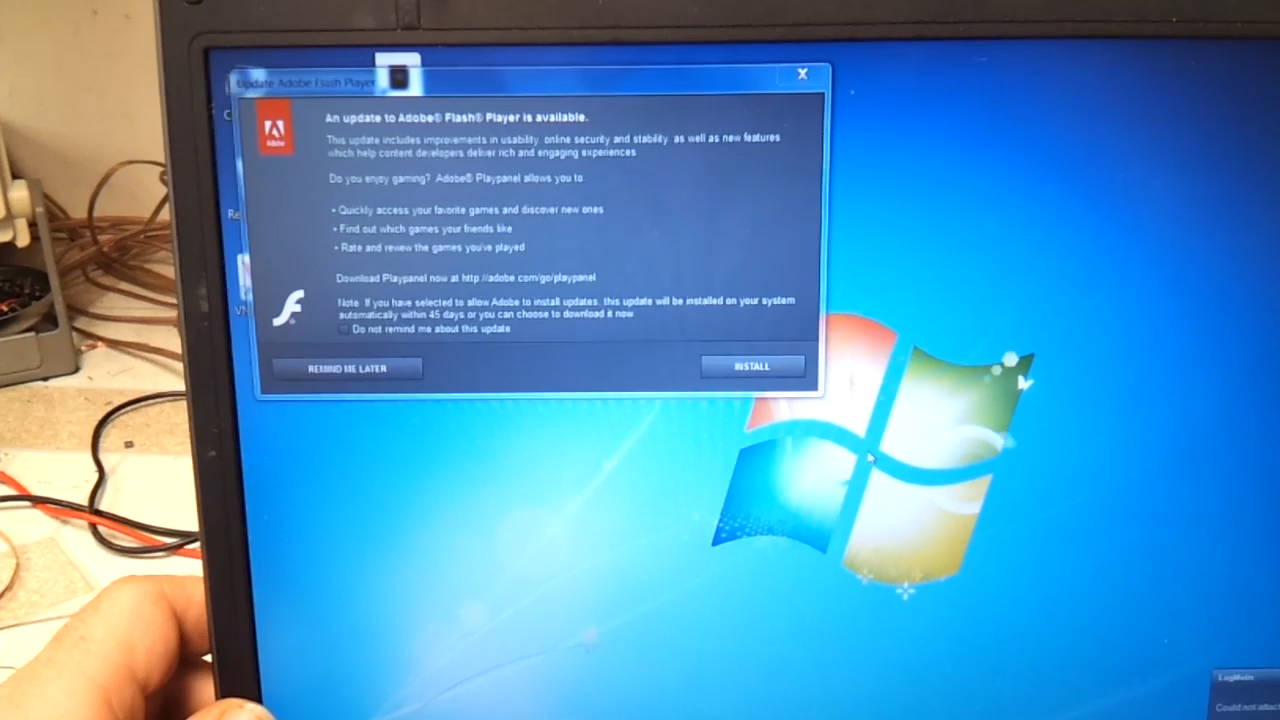 Update Adobe Flash Player
Adobe
An update to Adobe® Flash® Player is available.
This update includes improvements in usability, online security and stability, as well as new features
which help content developers deliver rich and engaging experiences
Do you enjoy gaming? Adobe® Playpanel allows you to
• Quickly access your favorite games and discover new ones
• Find out which games your friends like
• Rate and review the games you've played
Download Playpanel now at http://adobe.com/go/playpanel
Note: If you have selected to allow Adobe to install updates, this update will be installed on your system
automatically within 45 days or you can choose to download it now
Do not remind me about this update
REMIND ME LATER
INSTALL
Could not